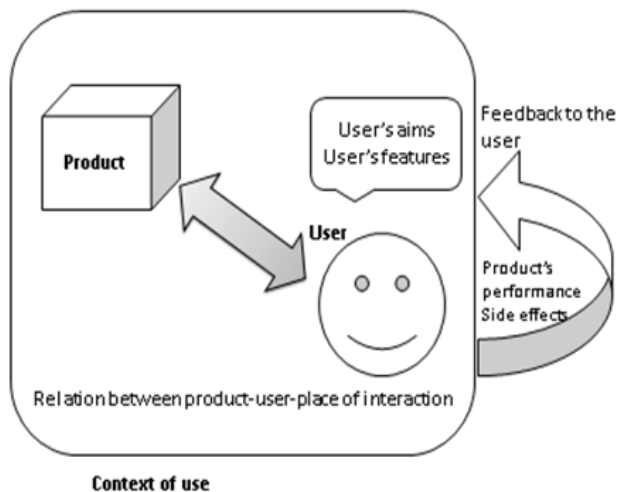 Product
User's aims
User's features
User
Feedback to the
user
Product's
performance
Side effects
Relation between product-user-place of interaction
Context of use